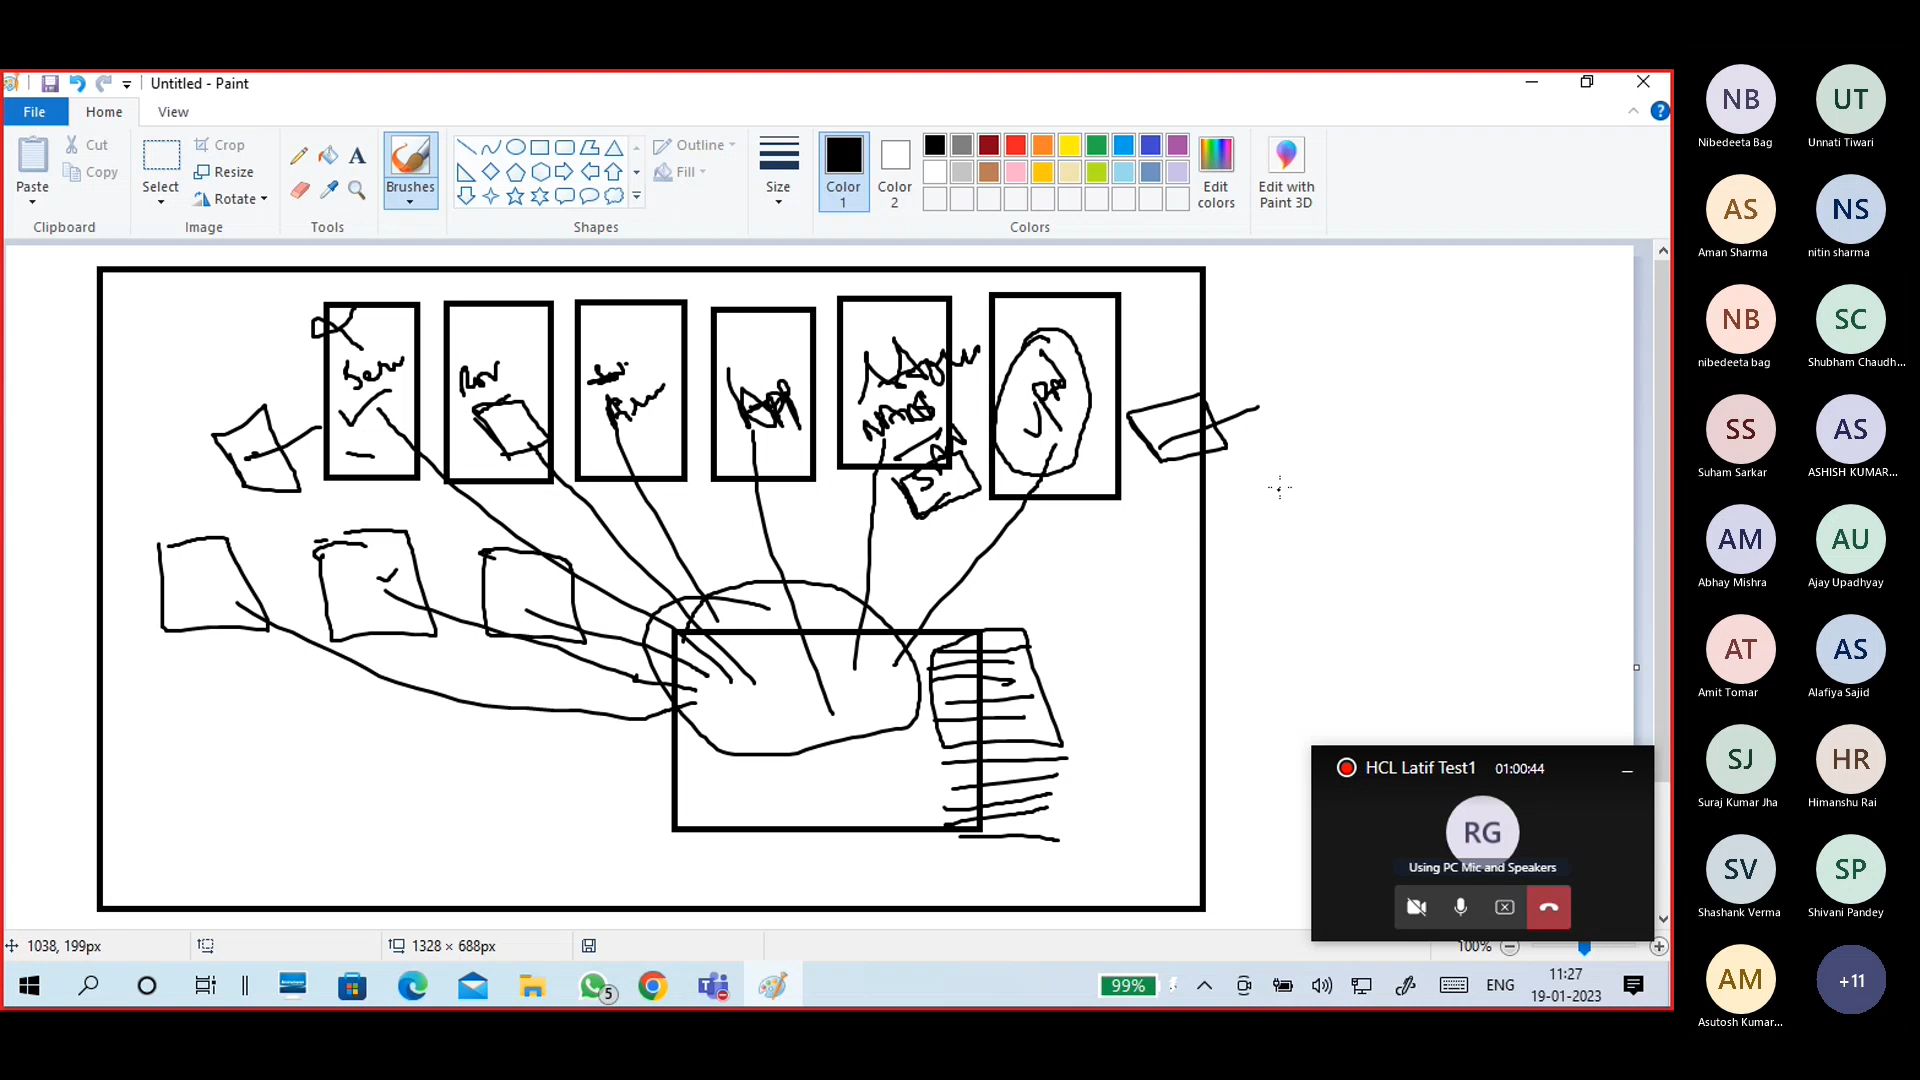 Untitled - Paint
File
Home
View
Paste
Cut
Copy
Clipboard
Select
Crop
Resize
Rotate
Image
A
Tools
Brushes
Shapes
Outline
Fill
Size
Color
1
Color
2
Edit
colors
Colors
Edit with
Paint 3D
HCL Latif Test1
01:00:44
RG
Using PC Mic and Speakers
1038, 199px
1328 × 688px
100%
5
99%
ENG
11:27
19-01-2023
NB
Nibedeeta Bag
UT
Unnati Tiwari
AS
Aman Sharma
NS
nitin sharma
NB
nibedeeta bag
SC
Shubham Chaudh...
SS
Suham Sarkar
AS
ASHISH KUMAR...
AM
Abhay Mishra
AU
Ajay Upadhyay
AT
Amit Tomar
AS
Alafiya Sajid
SJ
Suraj Kumar Jha
HR
Himanshu Rai
SV
Shashank Verma
SP
Shivani Pandey
AM
Asutosh Kumar...
+11